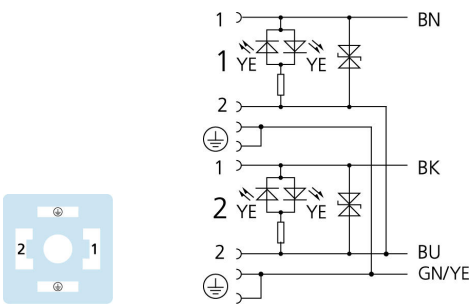 1 BN
1 YE YE
2
1 BK
2 YE YE
2 BU
GN/YE
2 1